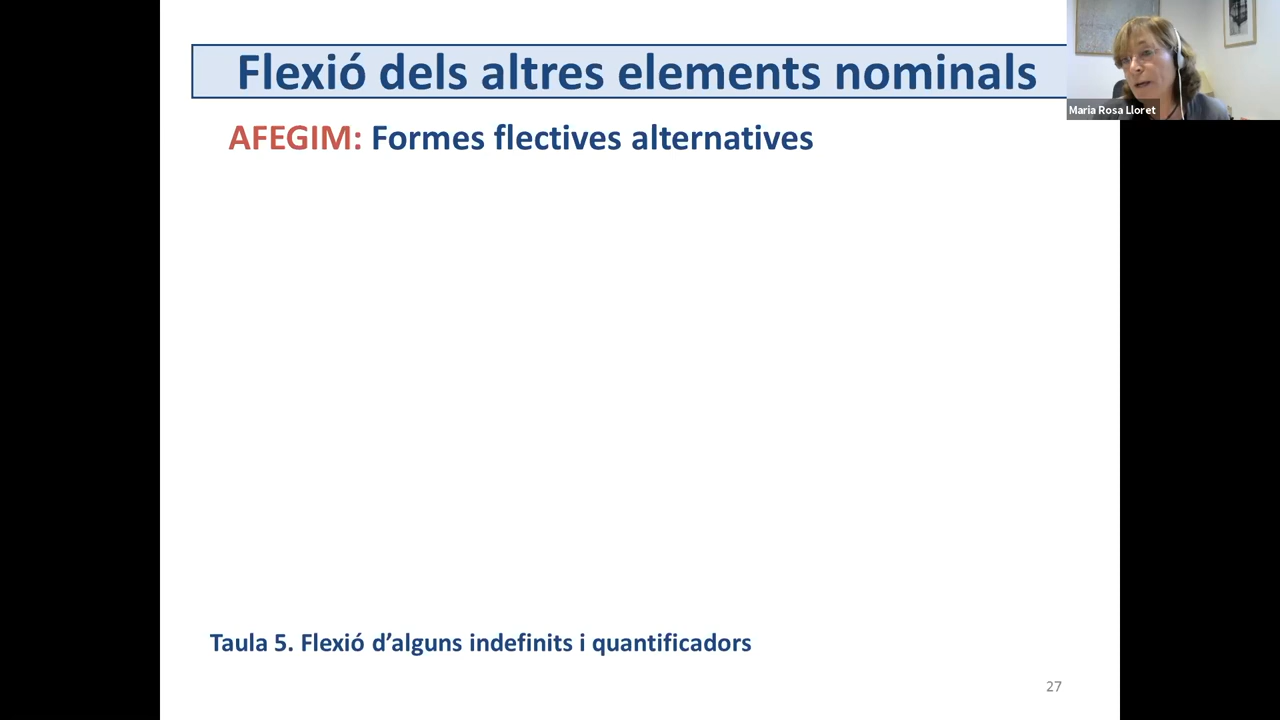 Flexió dels altres elements nominals
Maria Rosa Lloret
AFEGIM: Formes flectives alternatives
Taula 5. Flexió d’alguns indefinits i quantificadors
27